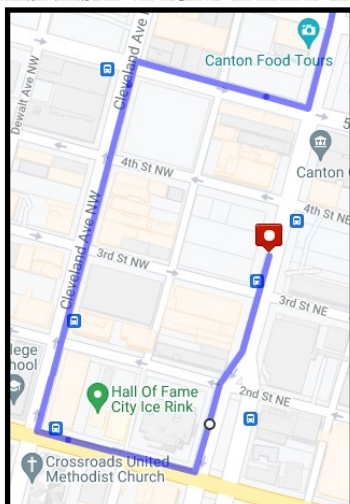 Cleveland Ave
Canton Food Tours
Dewalt Ave NW
5
Canton
4th St NW
4th St NE
Cleveland Ave NW
3rd St NW
3rd St NE
lege
hool
Hall Of Fame
City Ice Rink
2nd St NE
Crossroads United
Methodist Church